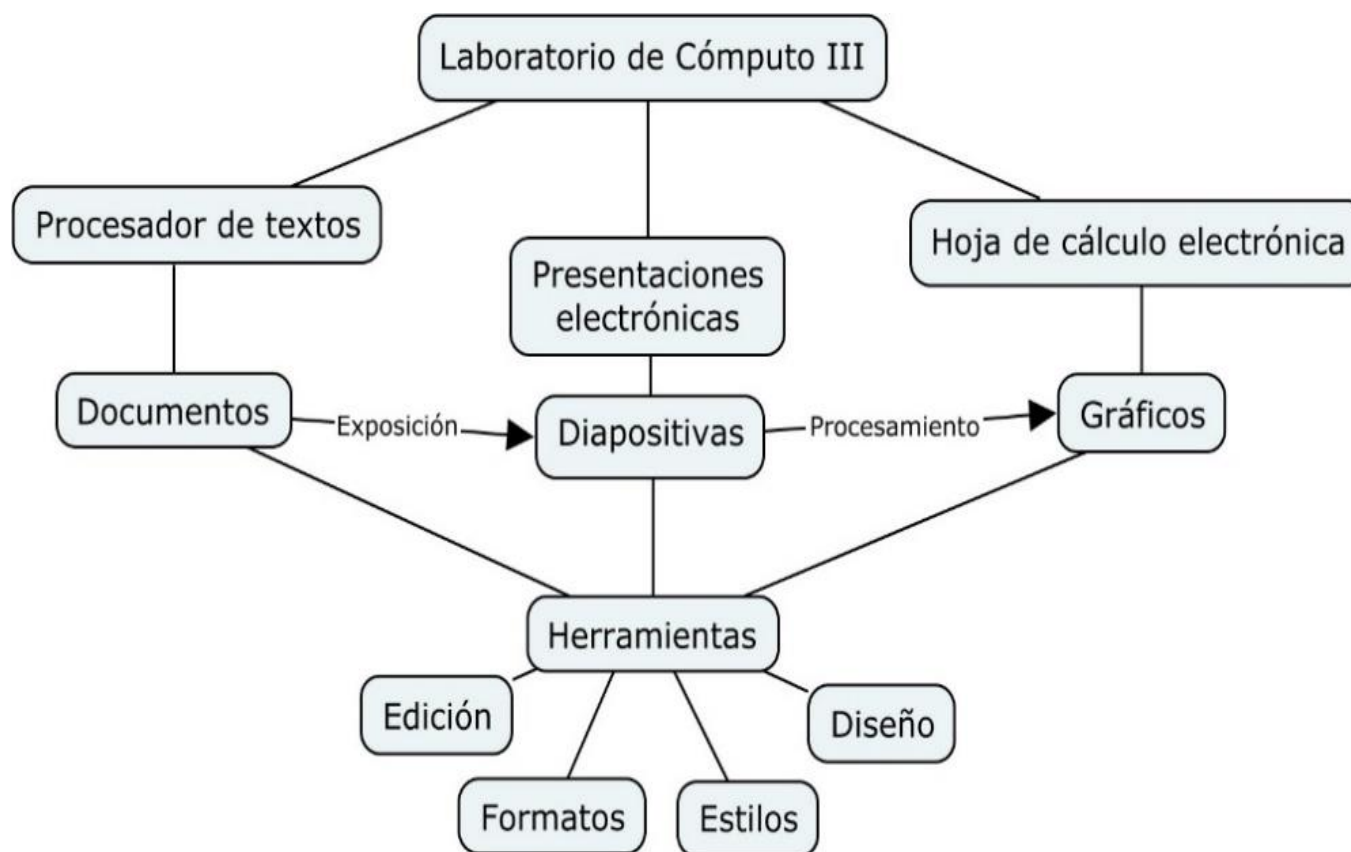 Laboratorio de Cómputo III
Procesador de textos
Presentaciones
electrónicas
Hoja de cálculo electrónica
Documentos
Exposición
Diapositivas
Procesamiento
Gráficos
Herramientas
Edición
Formatos
Estilos
Diseño